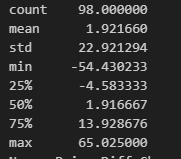 count 98.000000
mean 1.921660
std 22.921294
min -54.430233
25% -4.583333
50% 1.916667
75% 13.928676
max 65.025000